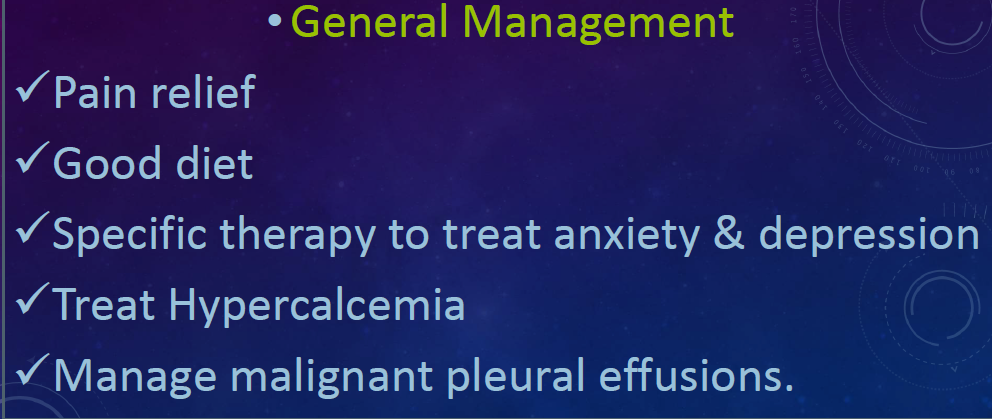 • General Management
✓ Pain relief
✓ Good diet
✓ Specific therapy to treat anxiety & depression
✓ Treat Hypercalcemia
✓ Manage malignant pleural effusions.